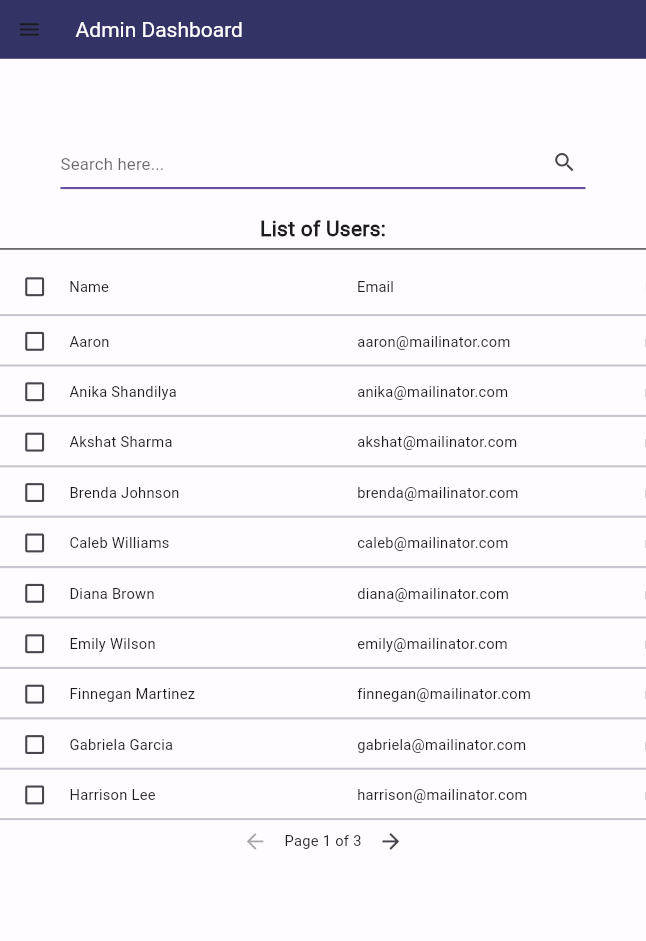 Admin Dashboard
Search here...
List of Users:
Name Email
Aaron aaron@mailinator.com
Anika Shandilya anika@mailinator.com
Akshat Sharma akshat@mailinator.com
Brenda Johnson brenda@mailinator.com
Caleb Williams caleb@mailinator.com
Diana Brown diana@mailinator.com
Emily Wilson emily@mailinator.com
Finnegan Martinez finnegan@mailinator.com
Gabriela Garcia gabriela@mailinator.com
Harrison Lee harrison@mailinator.com
Page 1 of 3